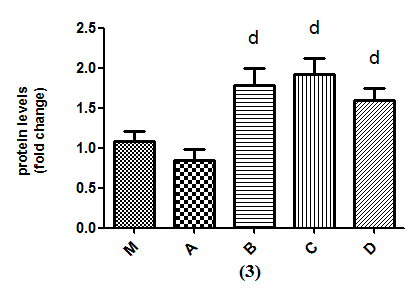 protein levels
(fold change)
2.5
2.0
1.5
1.0
0.5
0.0
d
d
d
M
A
B
C
D
(3)